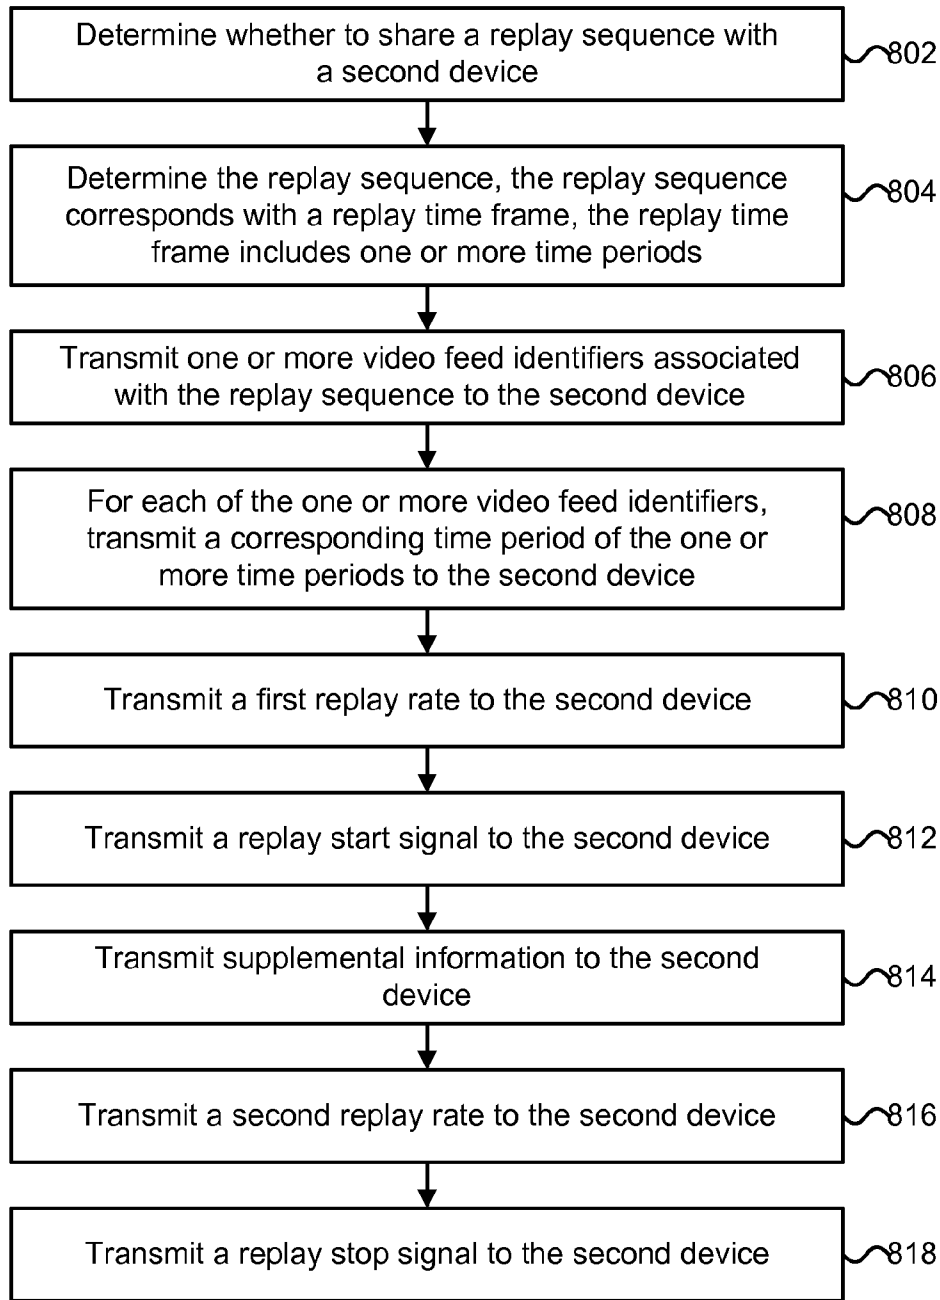 Determine whether to share a replay sequence with
a second device
802
Determine the replay sequence, the replay sequence
corresponds with a replay time frame, the replay time
frame includes one or more time periods
804
Transmit one or more video feed identifiers associated
with the replay sequence to the second device
806
For each of the one or more video feed identifiers,
transmit a corresponding time period of the one or
more time periods to the second device
808
Transmit a first replay rate to the second device
810
Transmit a replay start signal to the second device
812
Transmit supplemental information to the second
device
814
Transmit a second replay rate to the second device
816
Transmit a replay stop signal to the second device
818